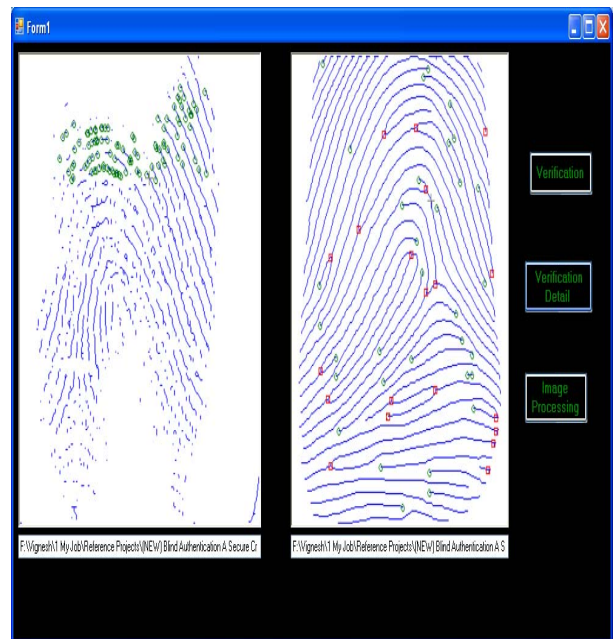 Form1
Verification
Verification
Detail
Image
Processing
F:\Vignesh\1 My Job\Reference Projects\(NEW) Blind Authentication A Secure Cr
F:\Vignesh\1 My Job\Reference Projects\(NEW) Blind Authentication A S